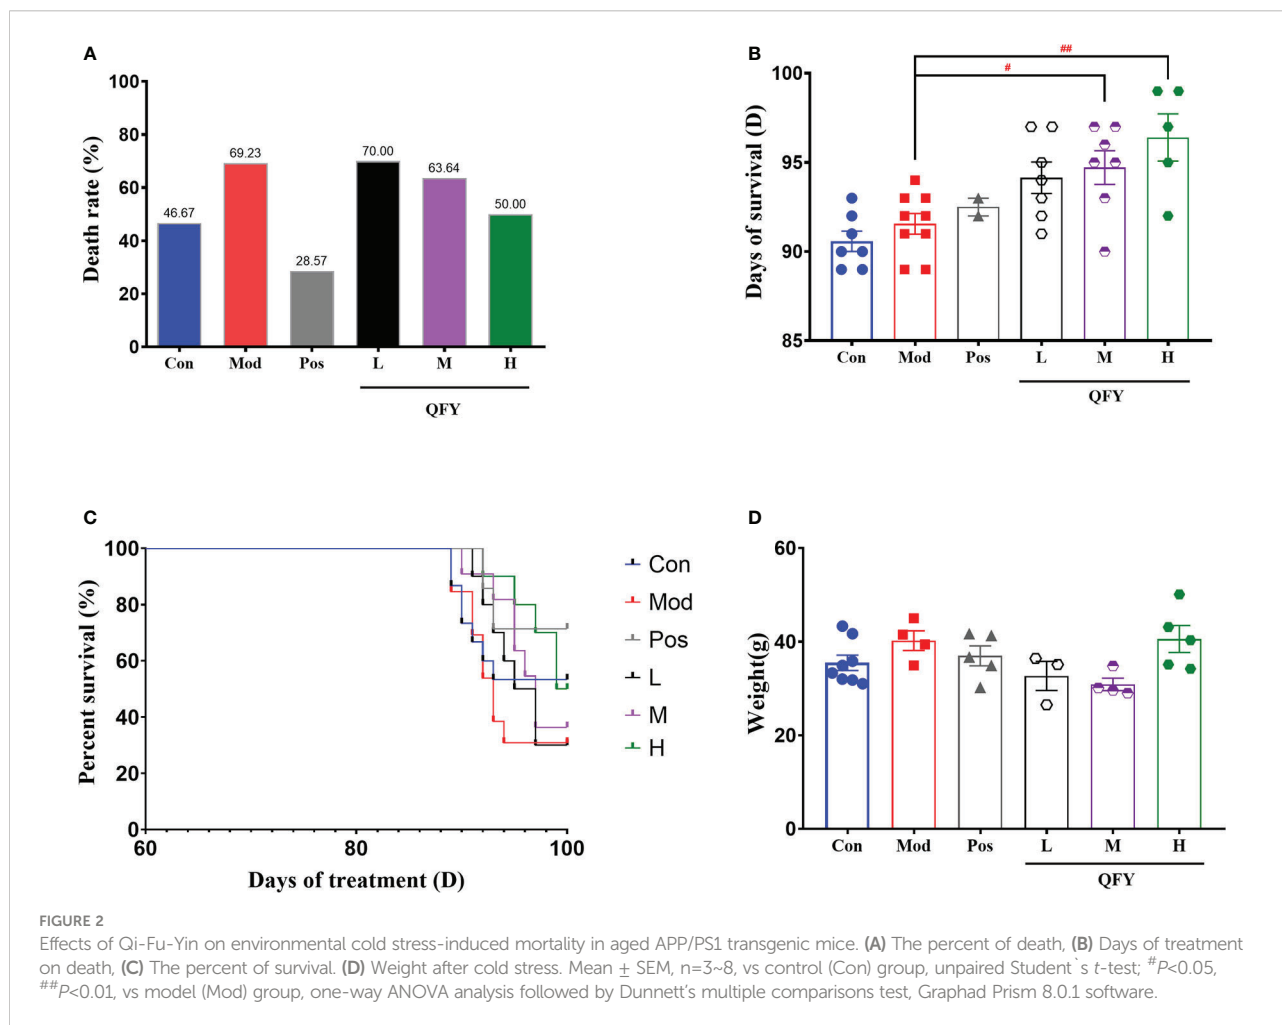 A
Death rate (%)
100
80
60
40
20
0
46.67
69.23
28.57
70.00
63.64
50.00
Con Mod Pos L M H
QFY
B
Days of survival (D)
100
95
90
85
#
##
Con Mod Pos L M H
QFY
C
Percent survival (%)
100
80
60
40
20
0
60 80 100
Days of treatment (D)
Con
Mod
Pos
L
M
H
D
Weight(g)
60
40
20
0
Con Mod Pos L M H
QFY
FIGURE 2
Effects of Qi-Fu-Yin on environmental cold stress-induced mortality in aged APP/PS1 transgenic mice. (A) The percent of death, (B) Days of treatment
on death, (C) The percent of survival. (D) Weight after cold stress. Mean ± SEM, n=3~8, vs control (Con) group, unpaired Student`s t-test; #P<0.05,
##P<0.01, vs model (Mod) group, one-way ANOVA analysis followed by Dunnett’s multiple comparisons test, Graphad Prism 8.0.1 software.